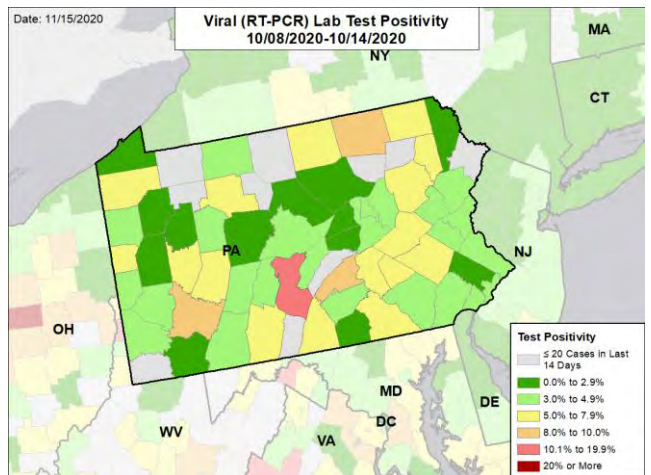 Date: 11/15/2020
Viral (RT-PCR) Lab Test Positivity
10/08/2020-10/14/2020
NY
MA
CT
PA
NJ
OH
MD
DE
DC
WV
VA
Test Positivity
≤ 20 Cases in Last
14 Days
0.0% to 2.9%
3.0% to 4.9%
5.0% to 7.9%
8.0% to 10.0%
10.1% to 19.9%
20% or More